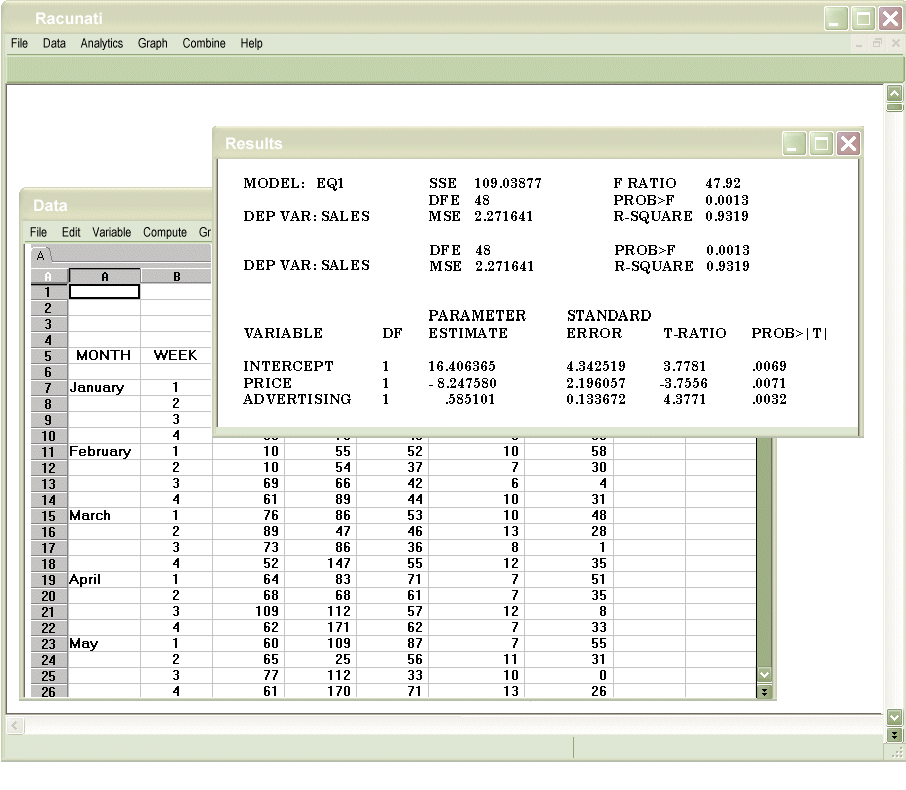 Racunati
File Data Analytics Graph Combine Help
Results
MODEL: EQ1 SSE 109.03877 F RATIO 47.92
DFE 48 PROB>F 0.0013
DEP VAR: SALES MSE 2.271641 R-SQUARE 0.9319
DFE 48 PROB>F 0.0013
DEP VAR: SALES MSE 2.271641 R-SQUARE 0.9319
PARAMETER STANDARD
VARIABLE DF ESTIMATE ERROR T-RATIO PROB>|T|
INTERCEPT 1 16.406365 4.342519 3.7781 .0069
PRICE 1 - 8.247580 2.196057 -3.7556 .0071
ADVERTISING 1 .585101 0.133672 4.3771 .0032
Data
File Edit Variable Compute Gr
A
A A B
1
2
3
4
5 MONTH WEEK
6
7 January 1
8 2
9 3
10 4
11 February 1 10 55 52 10 58
12 2 10 54 37 7 30
13 3 69 66 42 6 4
14 4 61 89 44 10 31
15 March 1 76 86 53 10 48
16 2 89 47 46 13 28
17 3 73 86 36 8 1
18 4 52 147 55 12 35
19 April 1 64 83 71 7 51
20 2 68 68 61 7 35
21 3 109 112 57 12 8
22 4 62 171 62 7 33
23 May 1 60 109 87 7 55
24 2 65 25 56 11 31
25 3 77 112 33 10 0
26 4 61 170 71 13 26